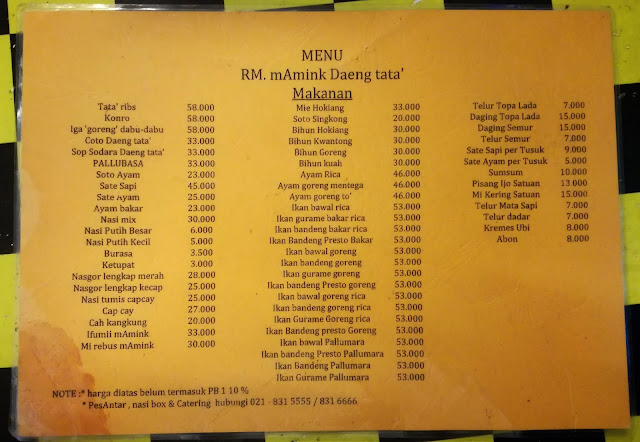 MENU
RM. mAmink Daeng tata'
Makanan
Tata' ribs 58.000
Konro 58.000
Iga 'goreng' dabu-dabu 58.000
Coto Daeng tata' 33.000
Sop Sodara Daeng tata' 33.000
PALLUBASA 33.000
Soto Ayam 23.000
Sate Sapi 45.000
Sate Ayam 25.000
Ayam bakar 23.000
Nasi mix 30.000
Nasi Putih Besar 6.000
Nasi Putih Kecil 5.000
Burasa 3.500
Ketupat 3.000
Nasgor lengkap merah 28.000
Nasgor lengkap kecap 25.000
Nasi tumis capcay 25.000
Cap cay 27.000
Cah kangkung 20.000
Ifumli mAmink 33.000
Mi rebus mAmink 30.000
Mie Hokiang 33.000
Soto Singkong 20.000
Bihun Hokiang 30.000
Bihun Kwantong 30.000
Bihun Goreng 30.000
Bihun kuah 30.000
Ayam Rica 46.000
Ayam goreng mentega 46.000
Ayam goreng to' 46.000
Ikan bawal rica 53.000
Ikan gurame bakar rica 53.000
Ikan bandeng bakar rica 53.000
Ikan Bandeng Presto Bakar 53.000
Ikan bawal goreng 53.000
Ikan bandeng goreng 53.000
Ikan gurame goreng 53.000
Ikan bandeng Presto goreng 53.000
Ikan bawal goreng rica 53.000
Ikan bandeng goreng rica 53.000
Ikan Gurame Goreng rica 53.000
Ikan Bandeng presto Goreng 53.000
Ikan bawal Pallumara 53.000
Ikan bandeng Presto Pallumara 53.000
Ikan Bandeng Pallumara 53.000
Ikan Gurame Pallumara 53.000
Telur Topa Lada 7.000
Daging Topa Lada 15.000
Daging Semur 15.000
Telur Semur 7.000
Sate Sapi per Tusuk 9.000
Sate Ayam per Tusuk 5.000
Sumsum 10.000
Pisang Ijo Satuan 13.000
Mi Kering Satuan 15.000
Telur Mata Sapi 7.000
Telur dadar 7.000
Kremes Ubi 8.000
Abon 8.000
NOTE :* harga diatas belum termasuk PB 1 10 %
* PesAntar , nasi box & Catering hubungi 021 - 831 5555 / 831 6666